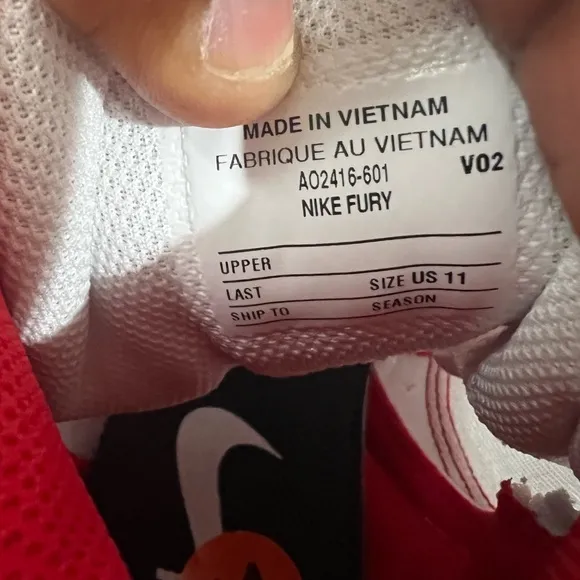 MADE IN VIETNAM
FABRIQUE AU VIETNAM
AO2416-601 V02
NIKE FURY
UPPER
LAST SIZE US 11
SHIP TO SEASON